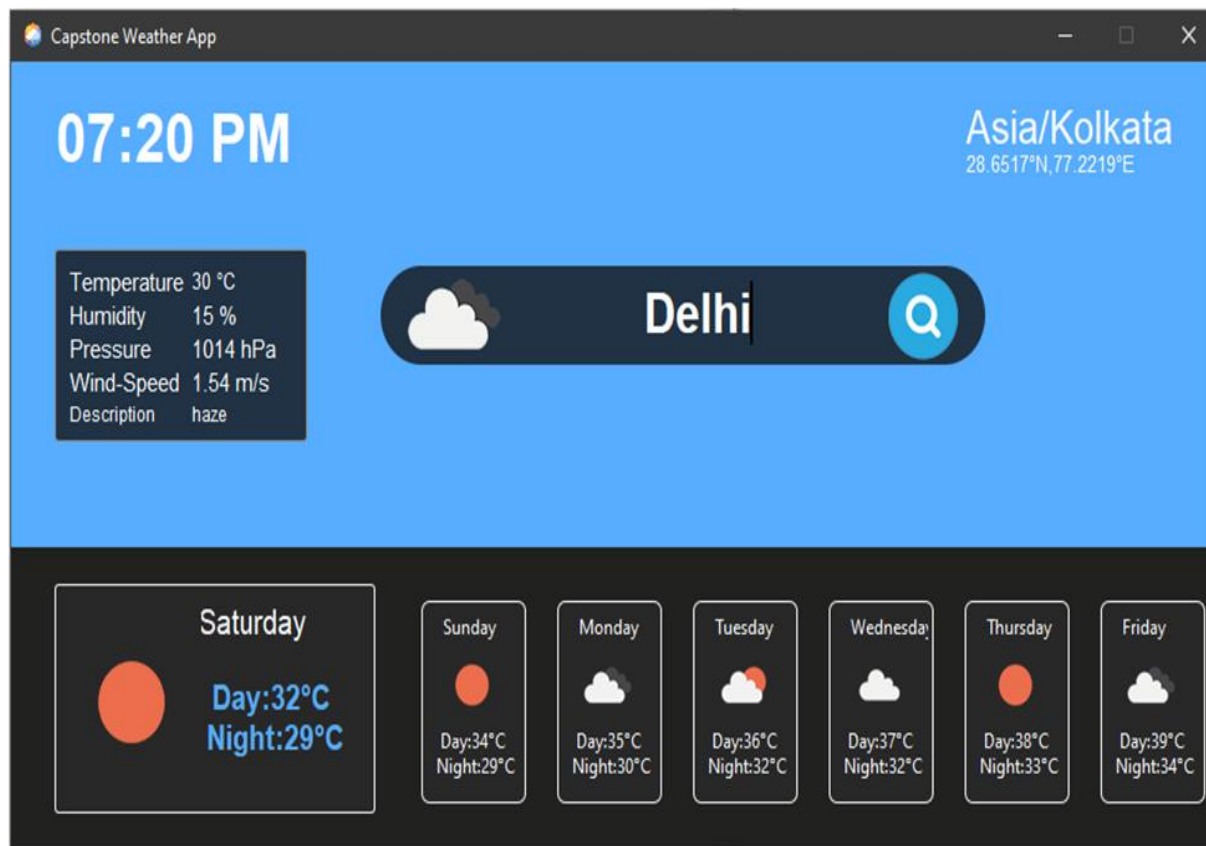 Capstone Weather App
07:20 PM
Asia/Kolkata
28.6517°N,77.2219°E
Temperature 30 °C
Humidity 15 %
Pressure 1014 hPa
Wind-Speed 1.54 m/s
Description haze
Delhi
Saturday
Day:32°C
Night:29°C
Sunday
Day:34°C
Night:29°C
Monday
Day:35°C
Night:30°C
Tuesday
Day:36°C
Night:32°C
Wednesday
Day:37°C
Night:32°C
Thursday
Day:38°C
Night:33°C
Friday
Day:39°C
Night:34°C